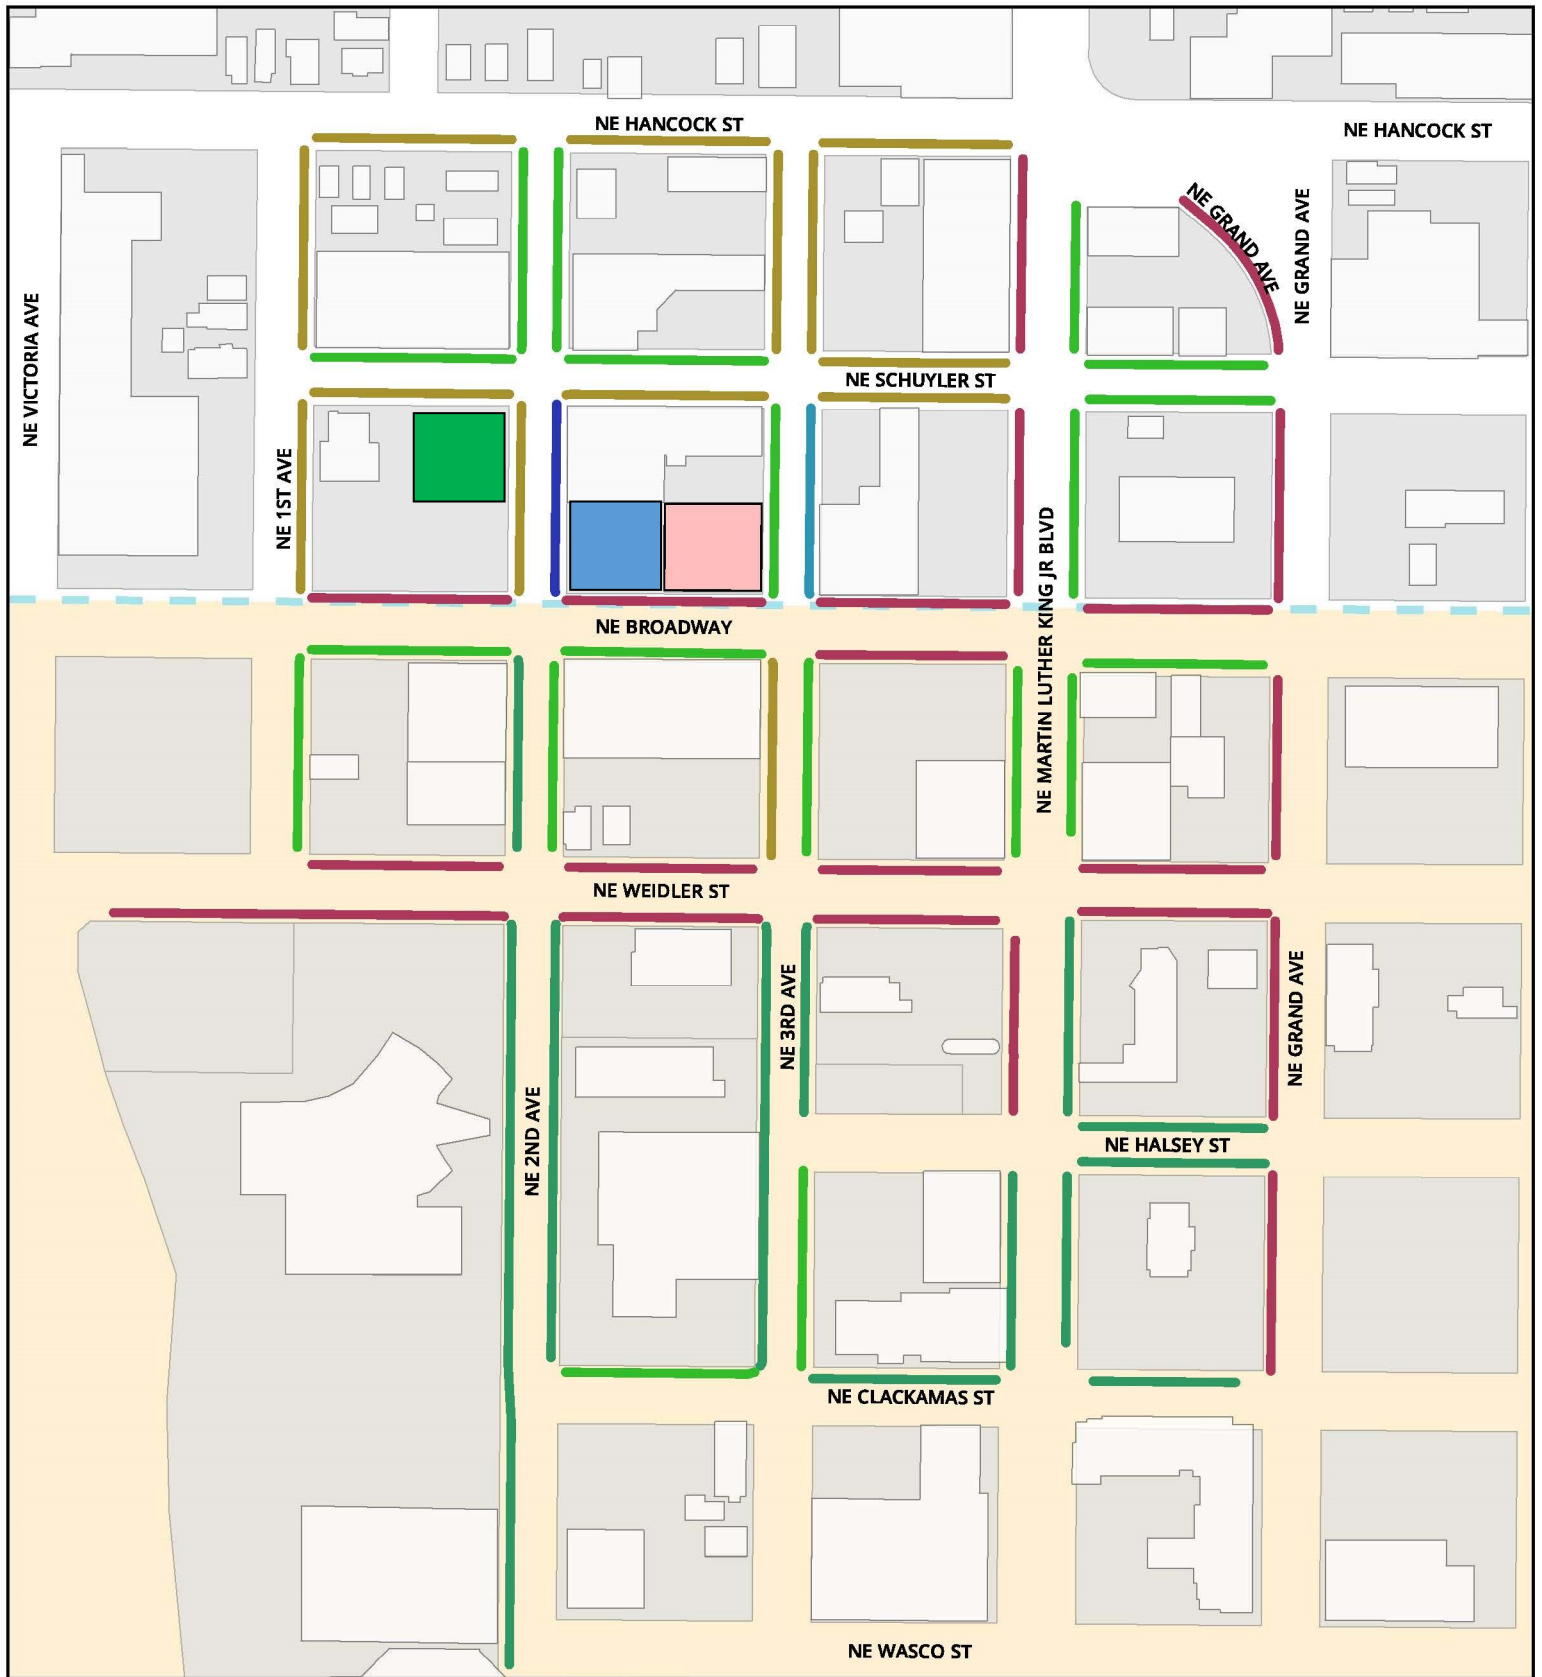 NE HANCOCK ST
NE HANCOCK ST
NE GRAND AVE
NE GRAND AVE
NE VICTORIA AVE
NE SCHUYLER ST
NE 1ST AVE
NE MARTIN LUTHER KING JR BLVD
NE BROADWAY
NE WEIDLER ST
NE 3RD AVE
NE GRAND AVE
NE 2ND AVE
NE HALSEY ST
NE CLACKAMAS ST
NE WASCO ST